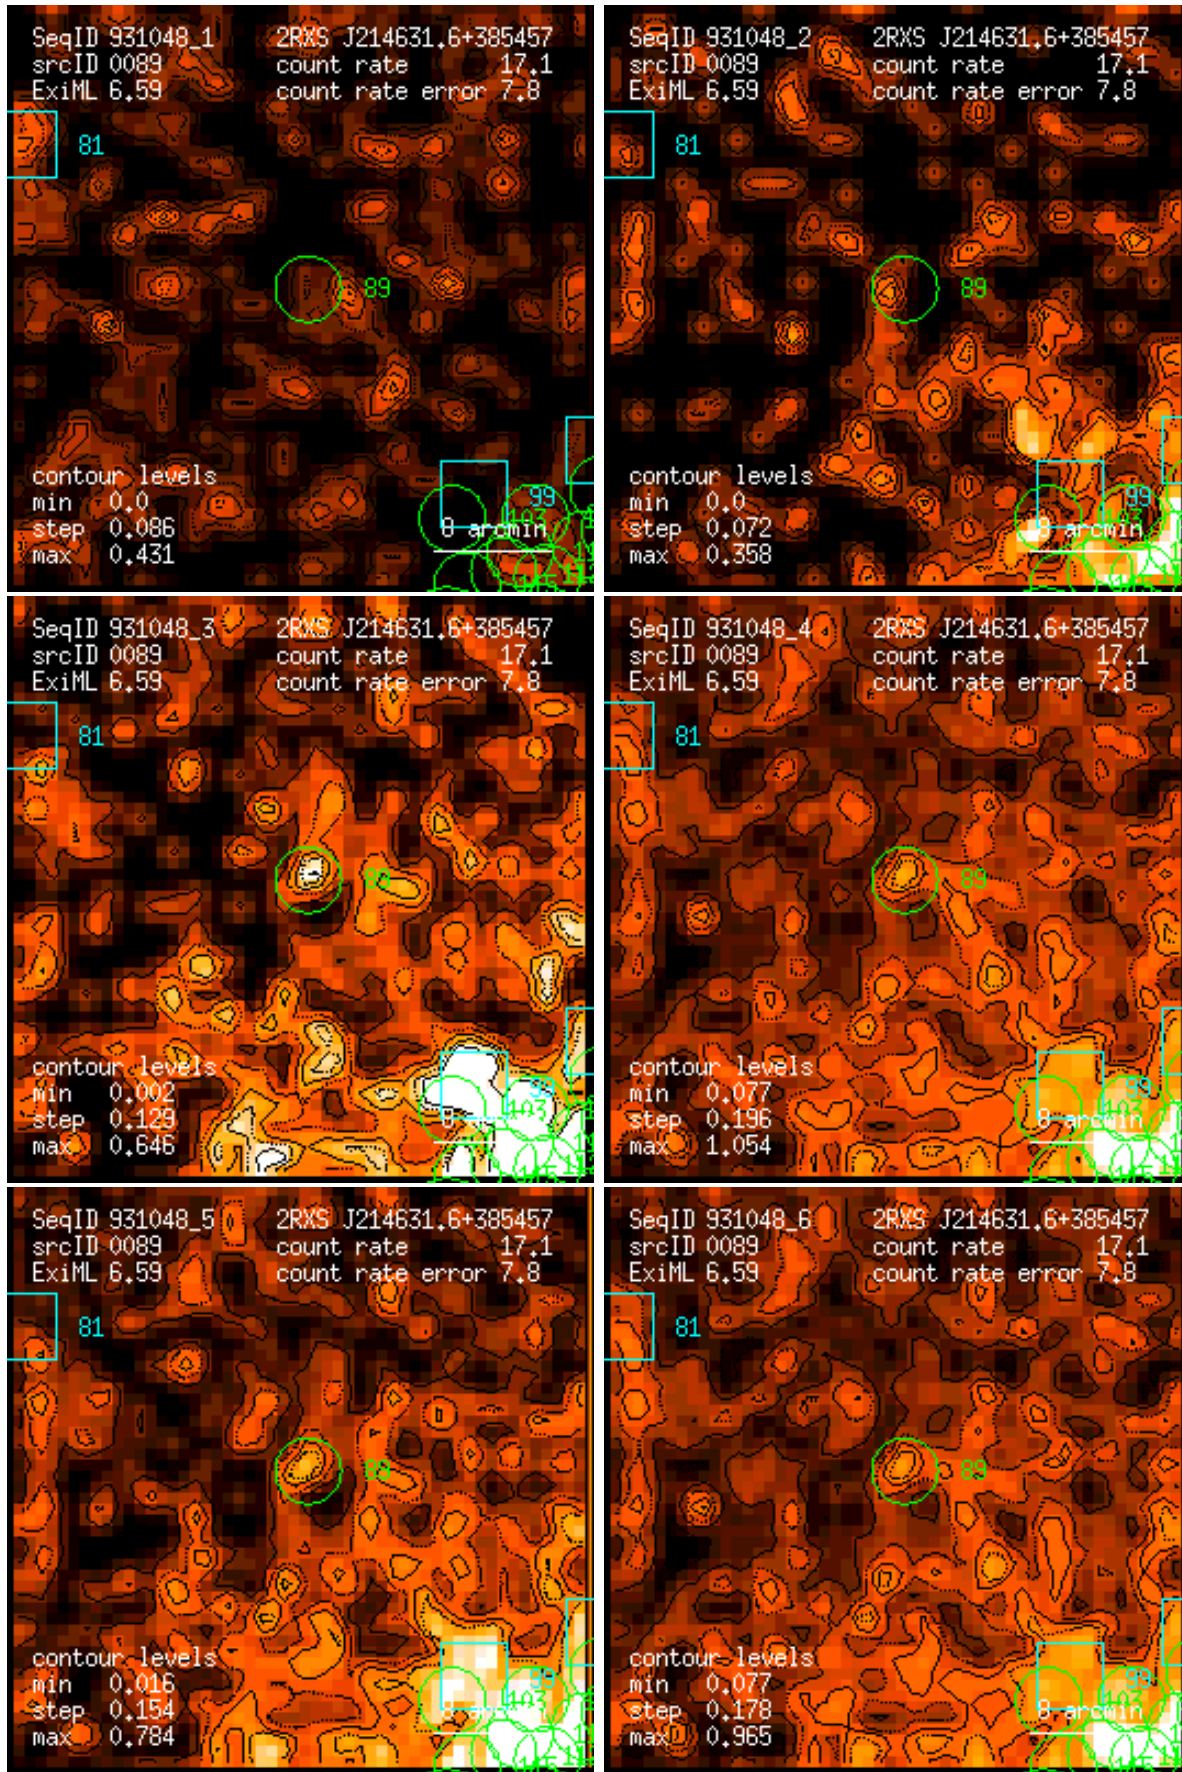 SeqID 931048_1 2RXS J214631.6+385457
srcID 0089 count rate 17.1
ExiML 6.59 count rate error 7.8
81
89
contour levels
min 0.0
99
step 0.086
8 arcmin
max 0.431
SeqID 931048_2 2RXS J214631.6+385457
srcID 0089 count rate 17.1
ExiML 6.59 count rate error 7.8
81
89
contour levels
min 0.0
99
step 0.072
8 arcmin
max 0.358
SeqID 931048_3 2RXS J214631.6+385457
srcID 0089 count rate 17.1
ExiML 6.59 count rate error 7.8
81
89
contour levels
min 0.002
99
step 0.129
max 0.646
SeqID 931048_4 2RXS J214631.6+385457
srcID 0089 count rate 17.1
ExiML 6.59 count rate error 7.8
81
89
contour levels
min 0.077
99
step 0.196
8 arcmin
max 1.054
SeqID 931048_5 2RXS J214631.6+385457
srcID 0089 count rate 17.1
ExiML 6.59 count rate error 7.8
81
89
contour levels
min 0.016
99
step 0.154
max 0.784
SeqID 931048_6 2RXS J214631.6+385457
srcID 0089 count rate 17.1
ExiML 6.59 count rate error 7.8
81
89
contour levels
min 0.077
99
step 0.178
8 arcmin
max 0.965